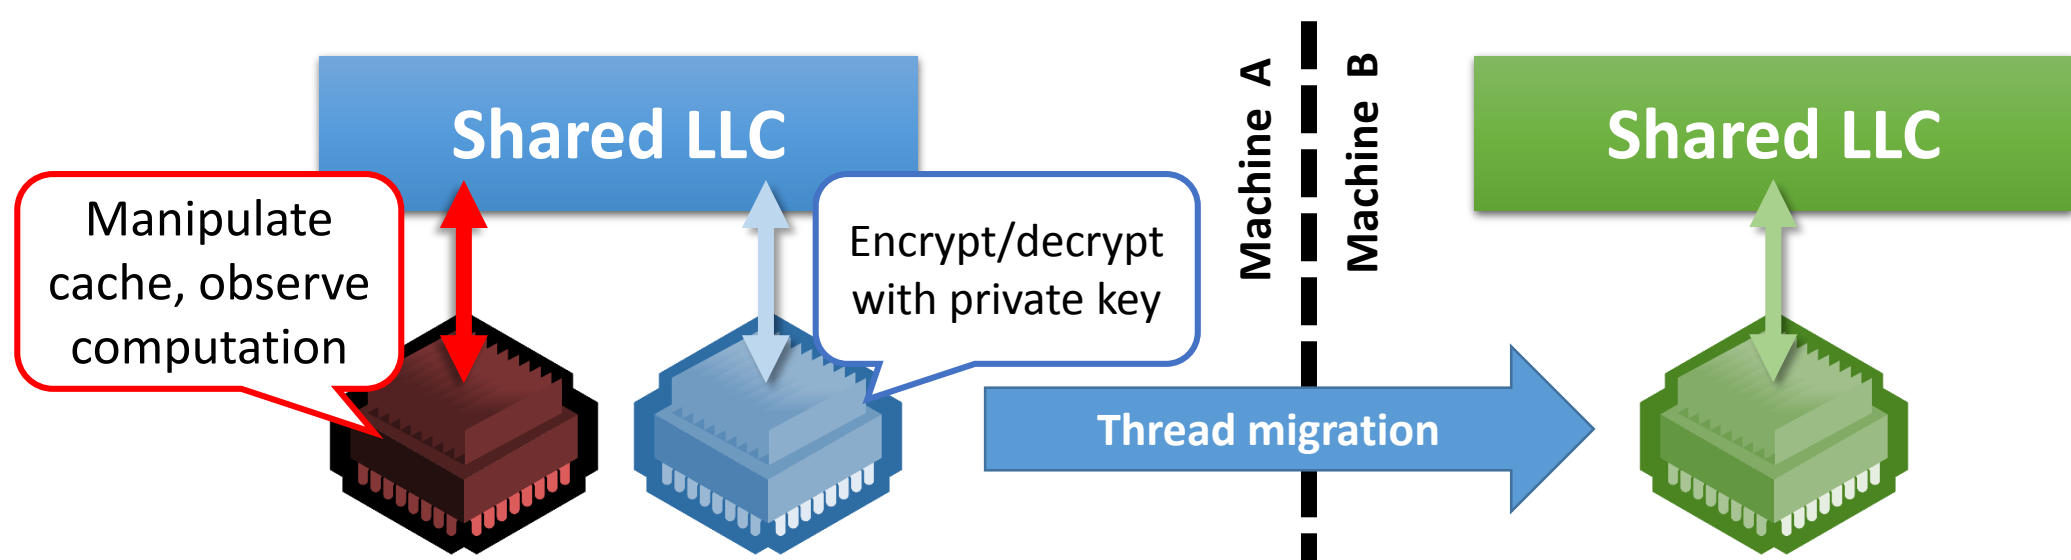 Shared LLC
Manipulate
cache, observe
computation
Encrypt/decrypt
with private key
Machine A
Machine B
Shared LLC
Thread migration